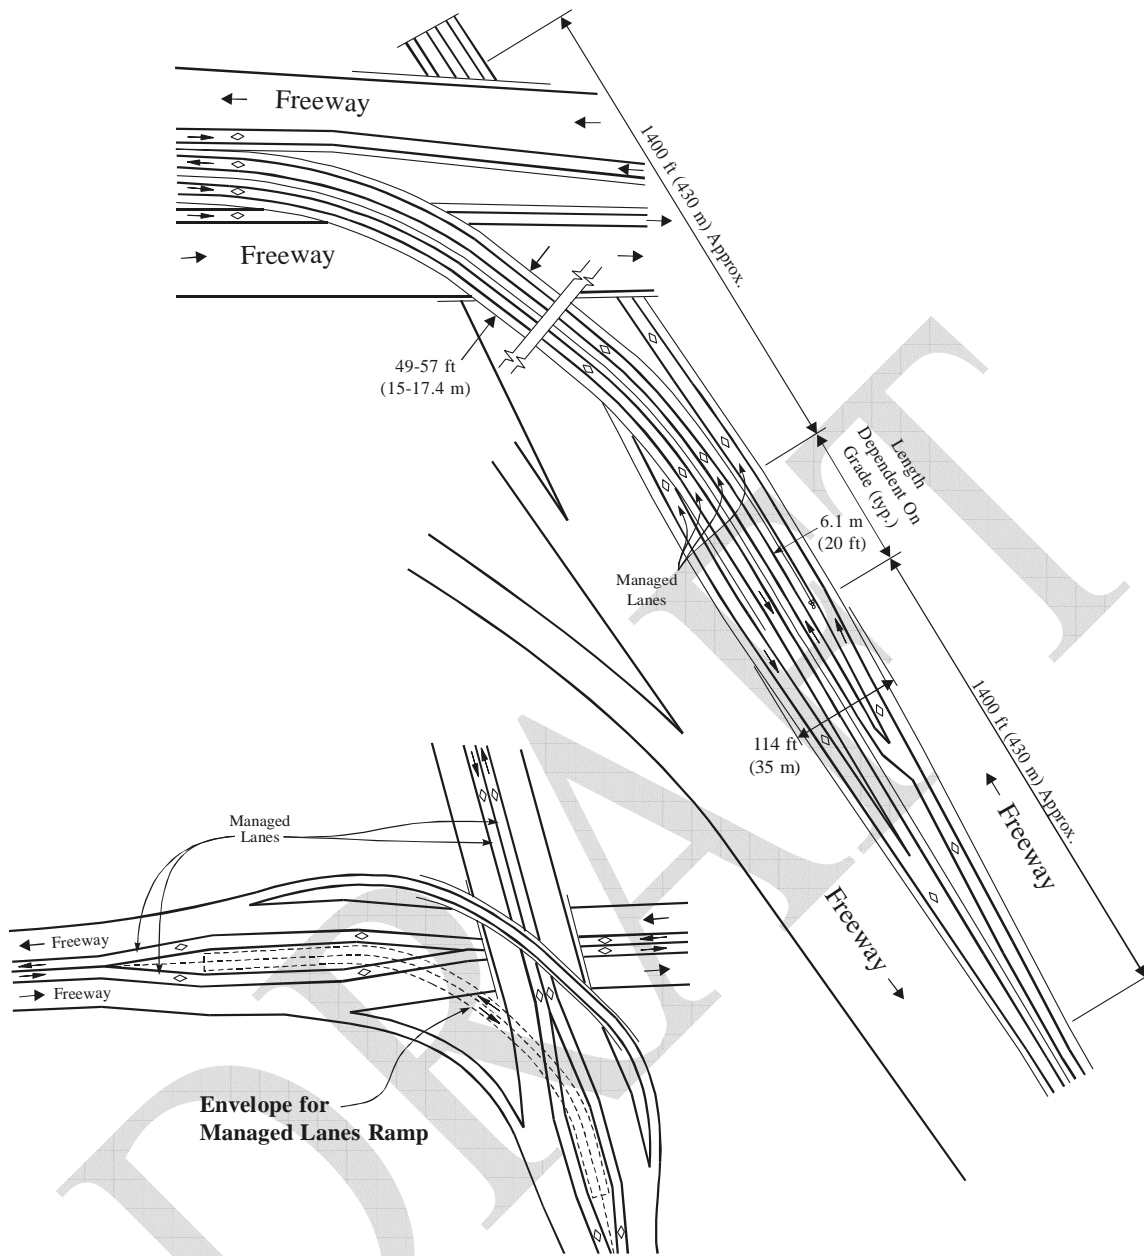 Freeway
1400 ft (430 m) Approx.
Freeway
49-57 ft
(15-17.4 m)
Length
Dependent On
Grade (typ.)
6.1 m
(20 ft)
Managed
Lanes
1400 ft (430 m) Approx.
114 ft
(35 m)
Freeway
Freeway
Managed
Lanes
Freeway
Freeway
Envelope for
Managed Lanes Ramp
DRAFT